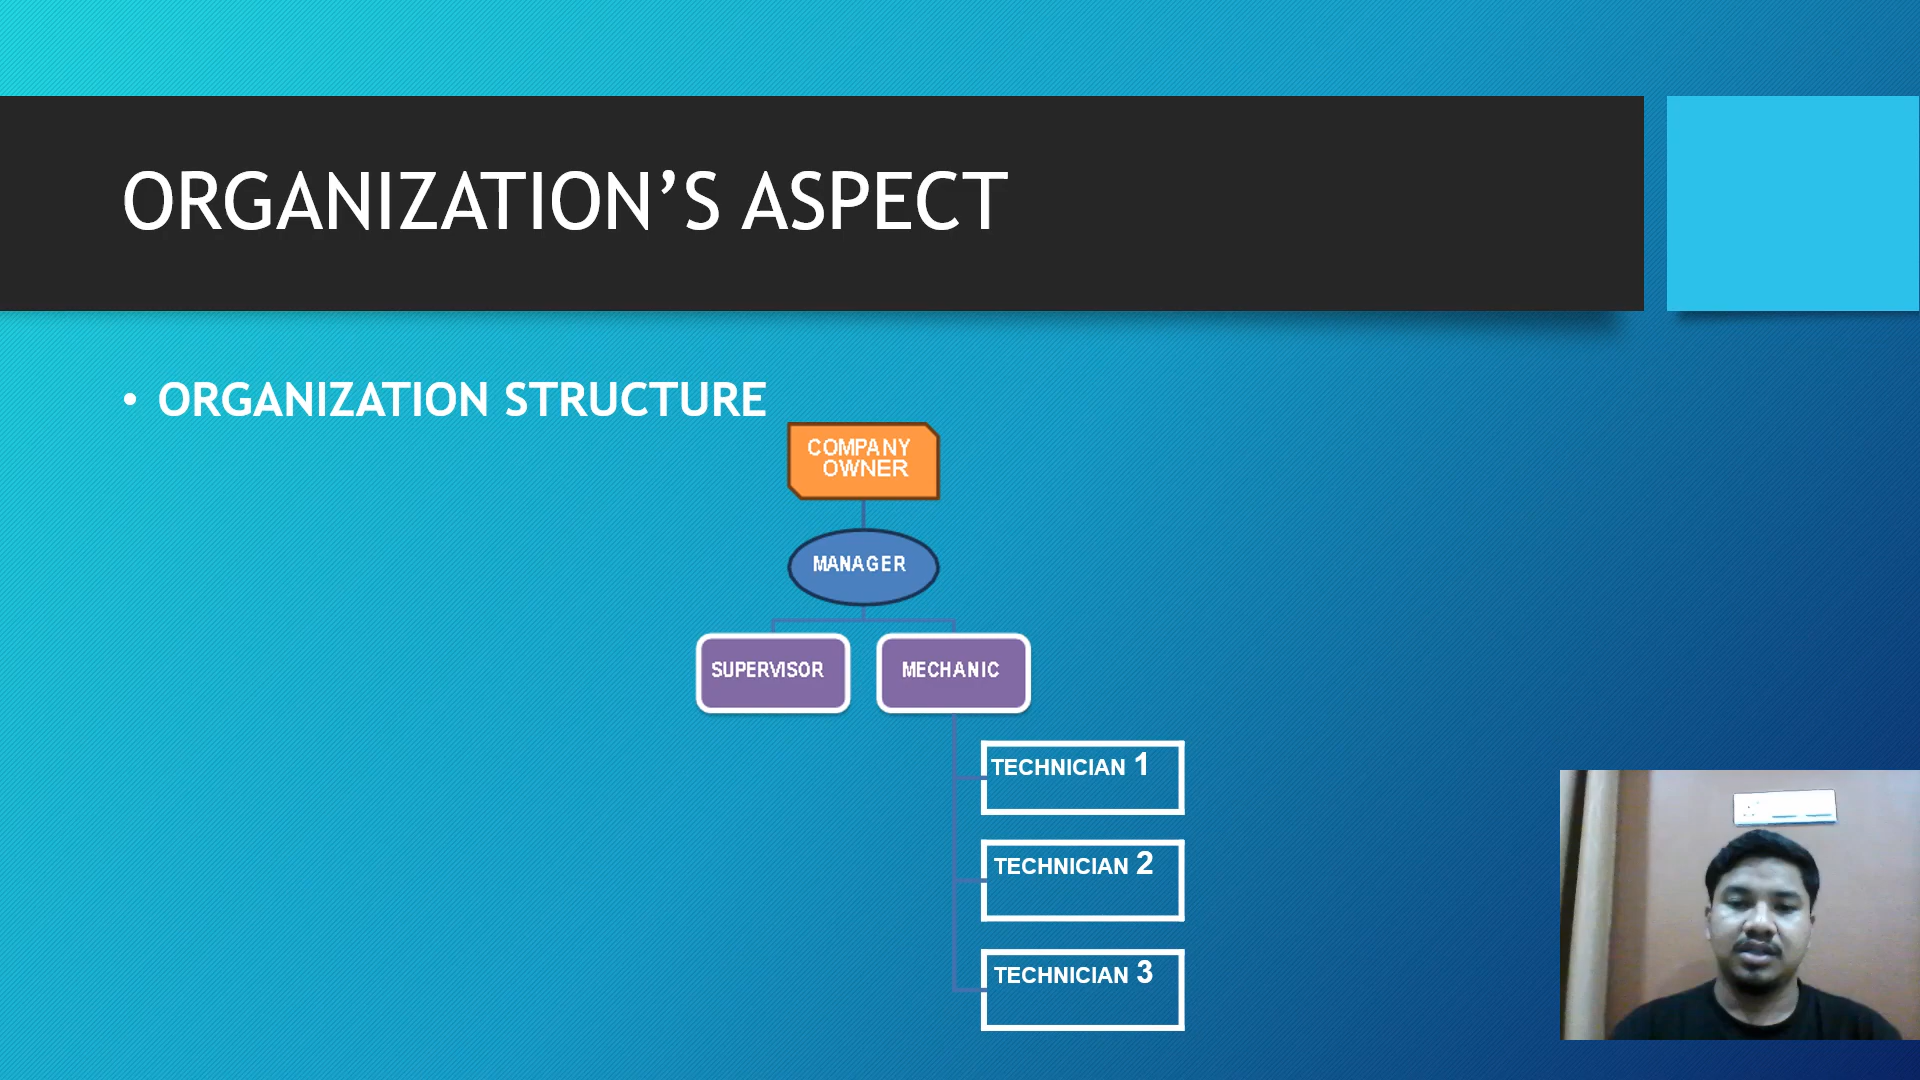 ORGANIZATION’S ASPECT
• ORGANIZATION STRUCTURE
COMPANY
OWNER
MANAGER
SUPERVISOR
MECHANIC
TECHNICIAN 1
TECHNICIAN 2
TECHNICIAN 3